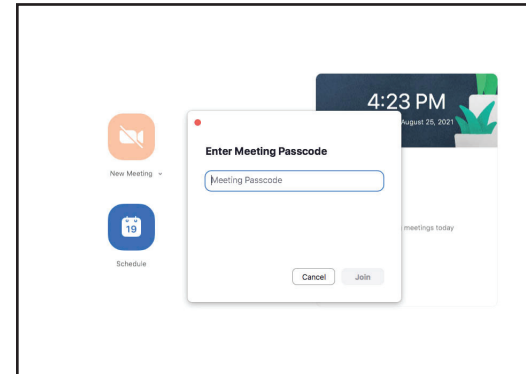 4:23 PM
August 25, 2021
Enter Meeting Passcode
Meeting Passcode
New Meeting
19
meetings today
Schedule
Cancel
Join